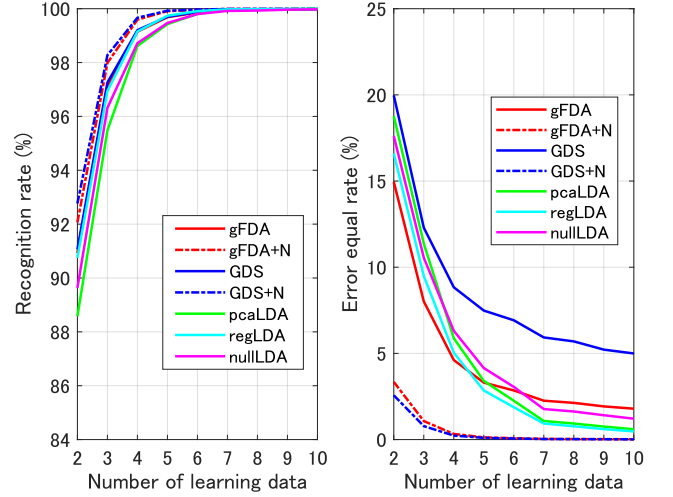 100
98
96
94
92
90
88
86
84
Recognition rate (%)
gFDA
gFDA+N
GDS
GDS+N
pcaLDA
regLDA
nullLDA
2 3 4 5 6 7 8 9 10
Number of learning data
25
20
15
10
5
0
Error equal rate (%)
gFDA
gFDA+N
GDS
GDS+N
pcaLDA
regLDA
nullLDA
2 3 4 5 6 7 8 9 10
Number of learning data